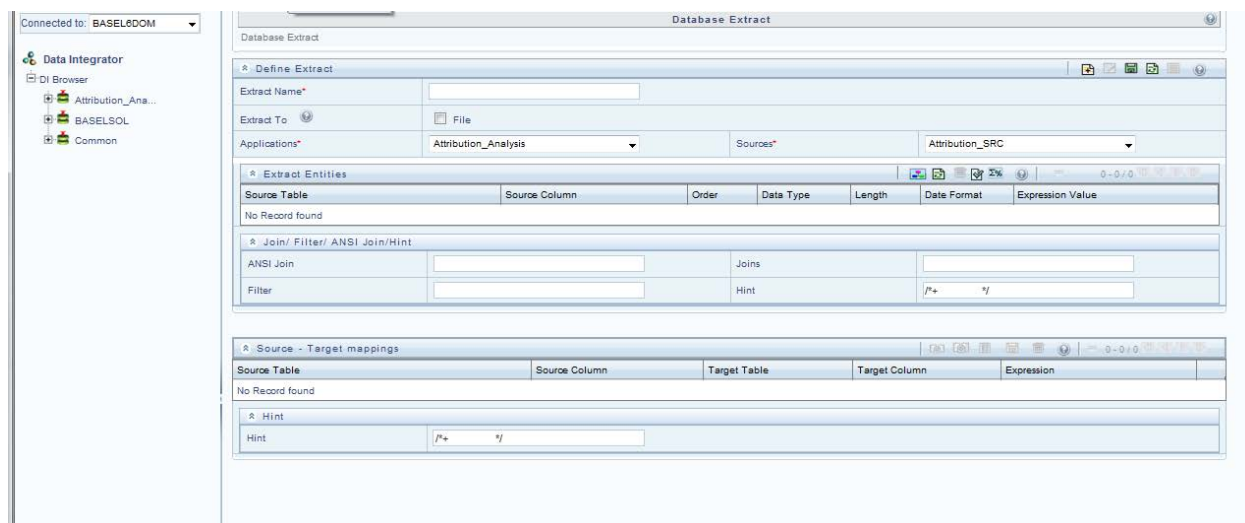 Connected to: BASEL6DOM
Data Integrator
DI Browser
Attribution_Ana...
BASELSOL
Common
Database Extract
Database Extract
Define Extract
Extract Name*
Extract To File
Applications* Attribution_Analysis Sources* Attribution_SRC
Extract Entities 0-0/0
Source Table Source Column Order Data Type Length Date Format Expression Value
No Record found
Join/ Filter/ ANSI Join/Hint
ANSI Join Joins
Filter Hint /*+ */
Source - Target mappings 0-0/0
Source Table Source Column Target Table Target Column Expression
No Record found
Hint
Hint /*+ */